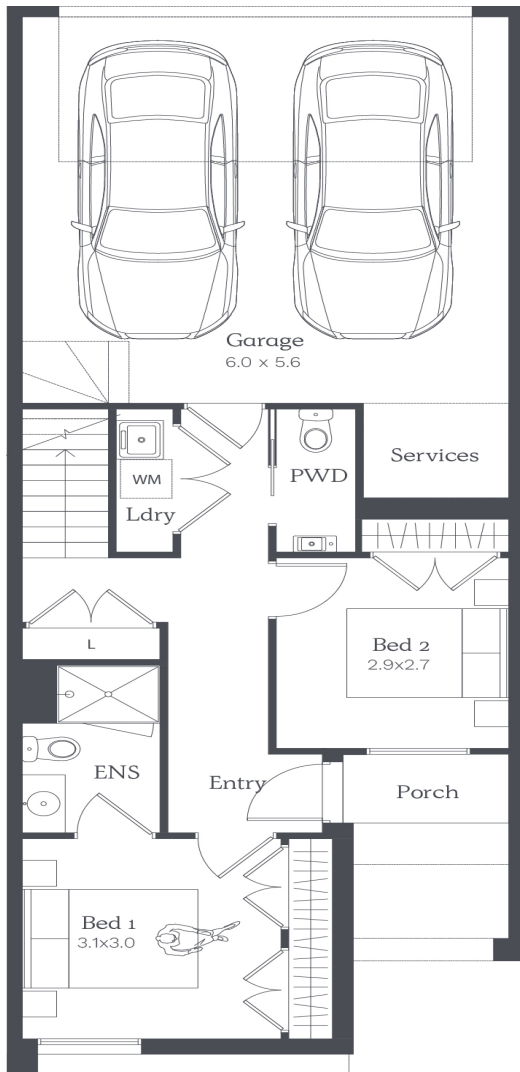 Garage
6.0 x 5.6
Services
PWD
WM
Ldry
L
Bed 2
2.9x2.7
ENS
Entry
Porch
Bed 1
3.1x3.0